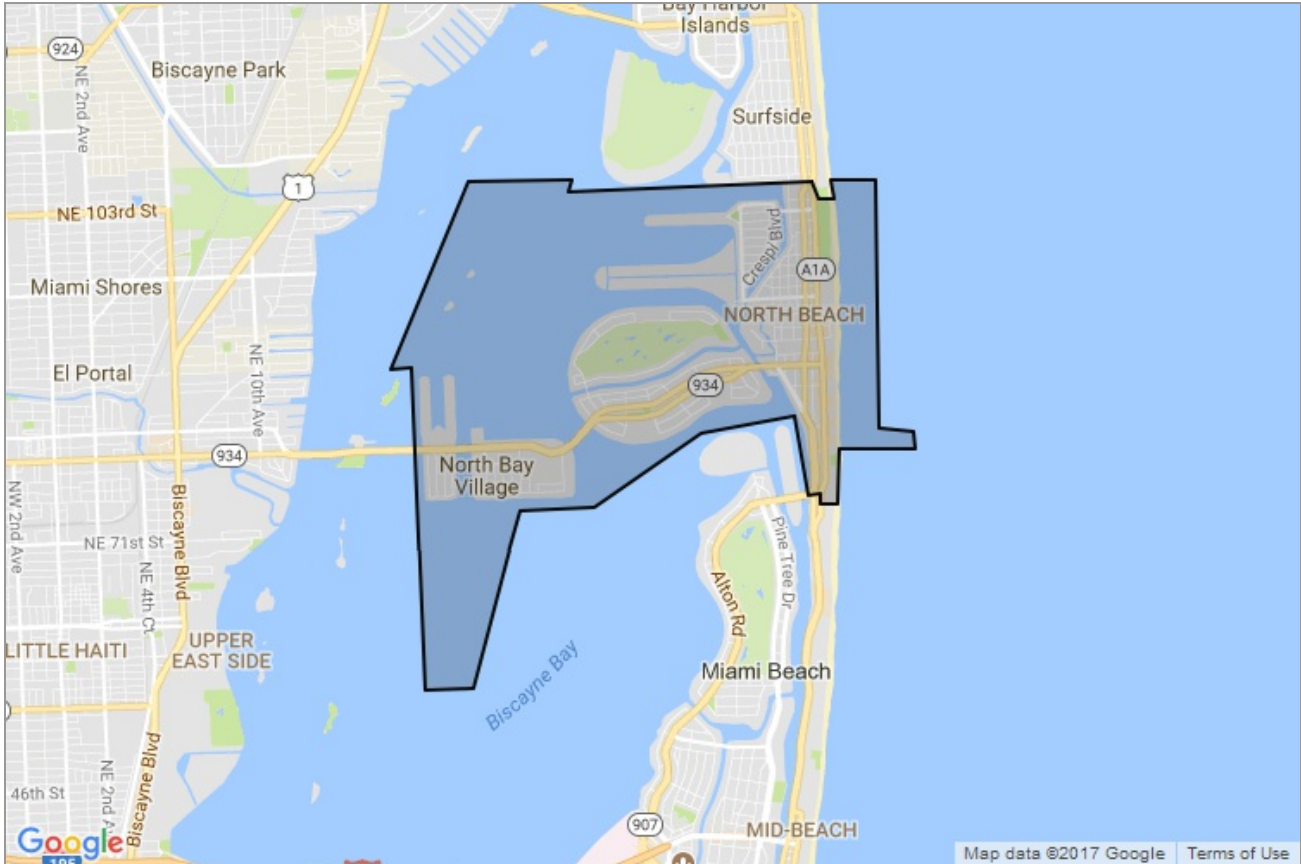 Bay Harbor
Islands
924
Biscayne Park
NE 2nd Ave
Surfside
1
NE 103rd St
Crespi Blvd
A1A
Miami Shores
NORTH BEACH
El Portal
NE 10th Ave
934
934
North Bay
Village
NW 2nd Ave
Biscayne Blvd
NE 71st St
NE 4th Ct
Pine Tree Dr
Alton Rd
LITTLE HAITI
UPPER
EAST SIDE
Miami Beach
Biscayne Bay
Biscayne Blvd
NE 2nd A
46th St
907
MID-BEACH
Google
195
Map data ©2017 Google
Terms of Use